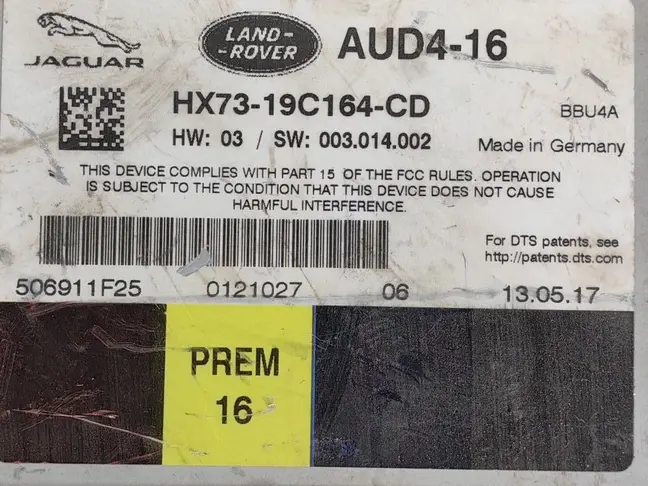 JAGUAR
LAND-
-ROVER
AUD4-16
HX73-19C164-CD
BBU4A
HW: 03 / SW: 003.014.002
Made in Germany
THIS DEVICE COMPLIES WITH PART 15 OF THE FCC RULES. OPERATION
IS SUBJECT TO THE CONDITION THAT THIS DEVICE DOES NOT CAUSE
HARMFUL INTERFERENCE.
For DTS patents, see
http://patents.dts.com
506911F25 0121027 06 13.05.17
PREM
16